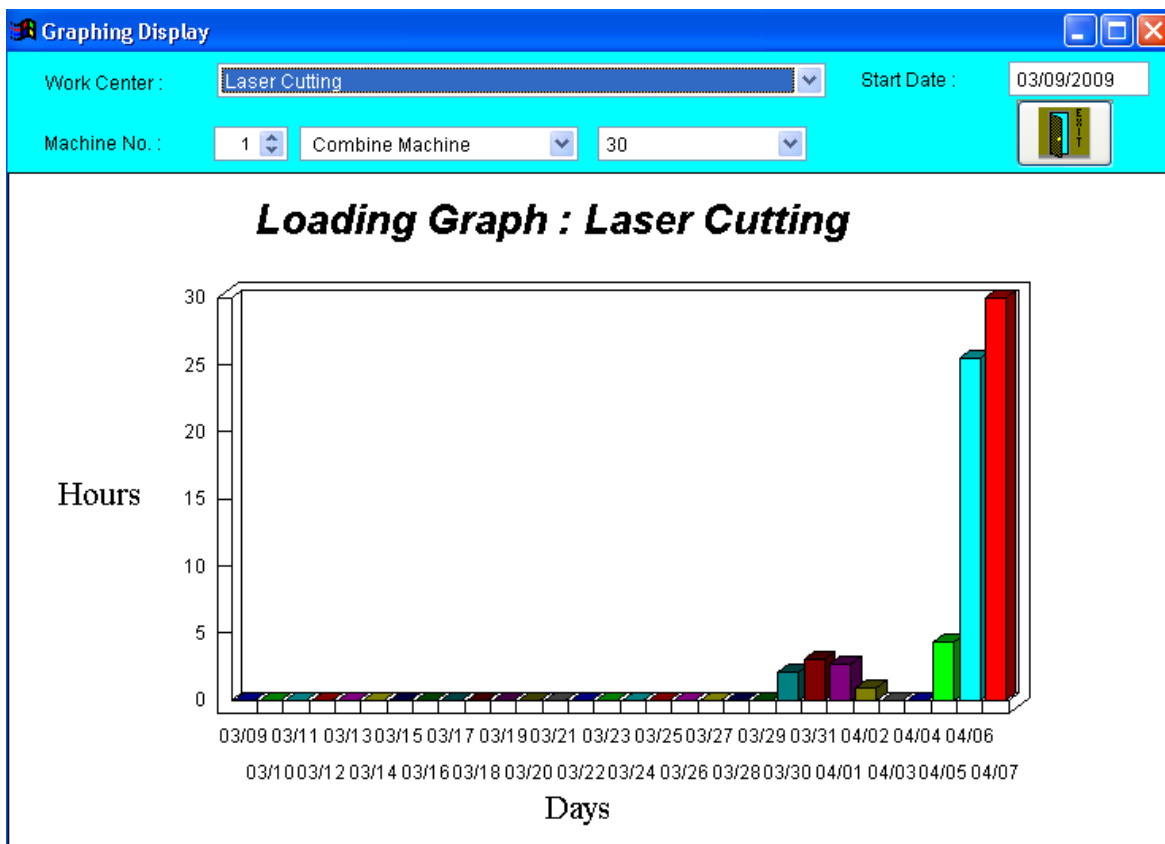 Graphing Display
Work Center : Laser Cutting Start Date : 03/09/2009
EXIT
Machine No. : 1 Combine Machine 30
Loading Graph : Laser Cutting
30
25
20
Hours
15
10
5
0
03/09 03/11 03/13 03/15 03/17 03/19 03/21 03/23 03/25 03/27 03/29 03/31 04/02 04/04 04/06
03/10 03/12 03/14 03/16 03/18 03/20 03/22 03/24 03/26 03/28 03/30 04/01 04/03 04/05 04/07
Days